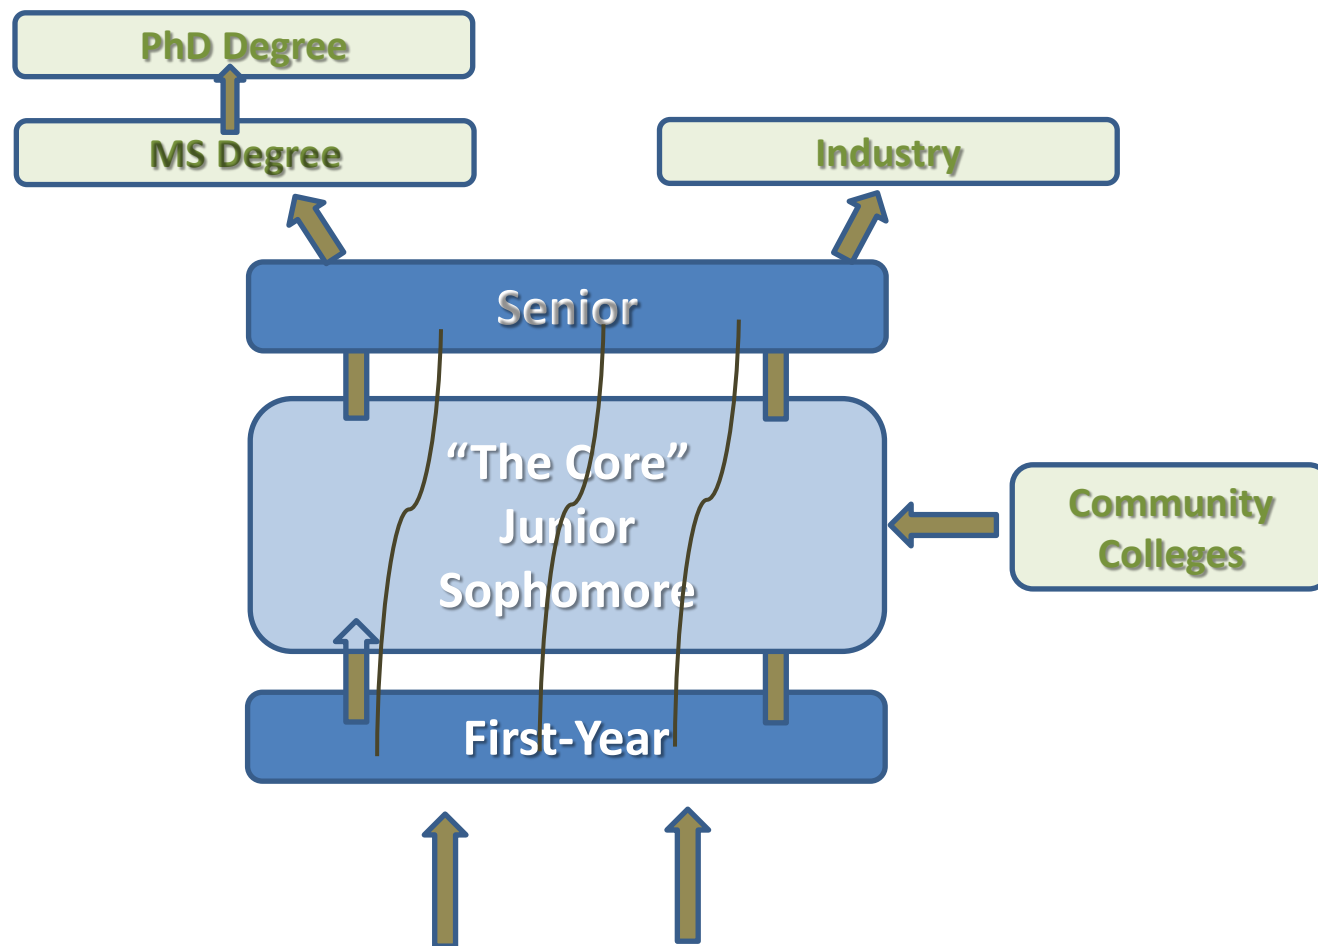 PhD Degree
MS Degree
Industry
Senior
“The Core”
Junior
Sophomore
Community
Colleges
First-Year